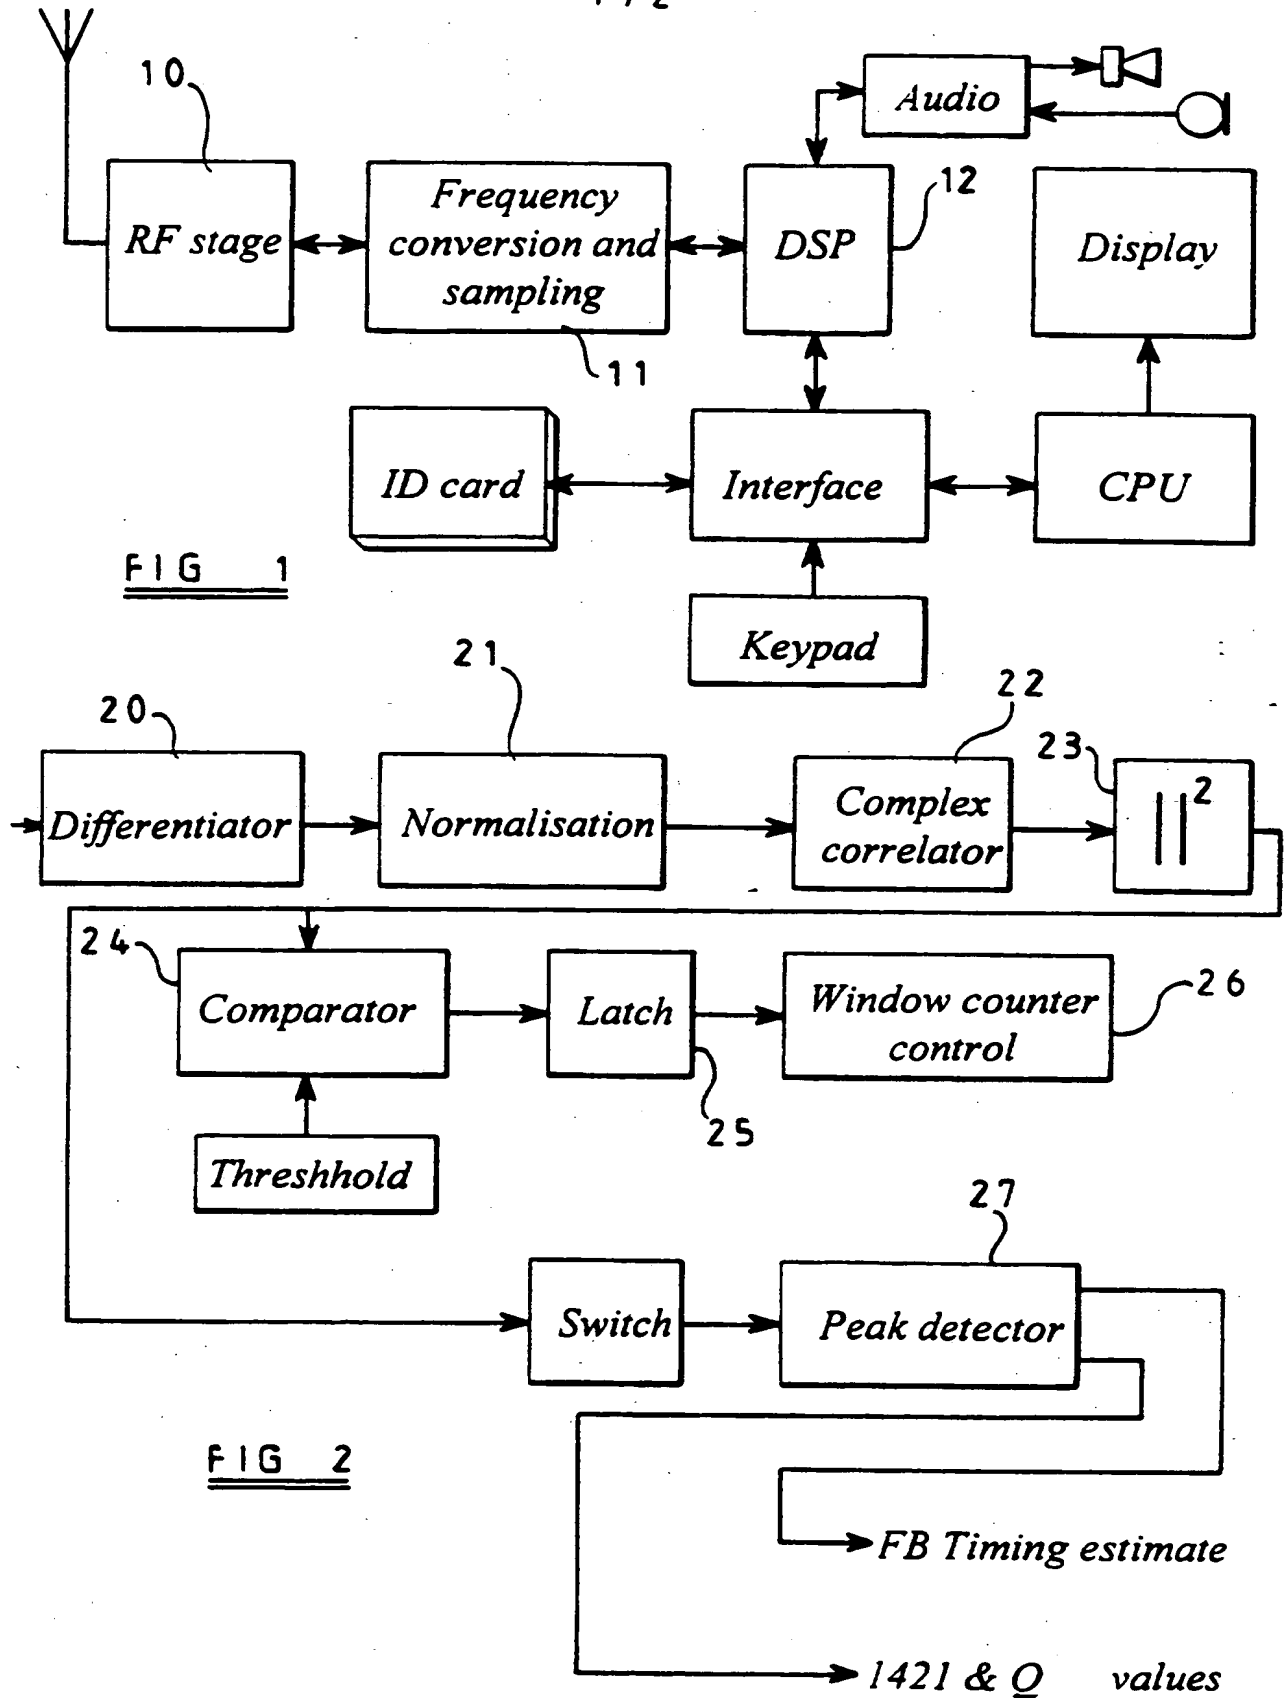 10
Audio
12
RF stage
Frequency
conversion and
sampling
DSP
Display
11
ID card
Interface
CPU
FIG 1
Keypad
20
21
22
23
Differentiator
Normalisation
Complex
correlator
||2
24
Comparator
Latch
Window counter
control
26
25
Threshhold
27
Switch
Peak detector
FIG 2
FB Timing estimate
1421 & Q values